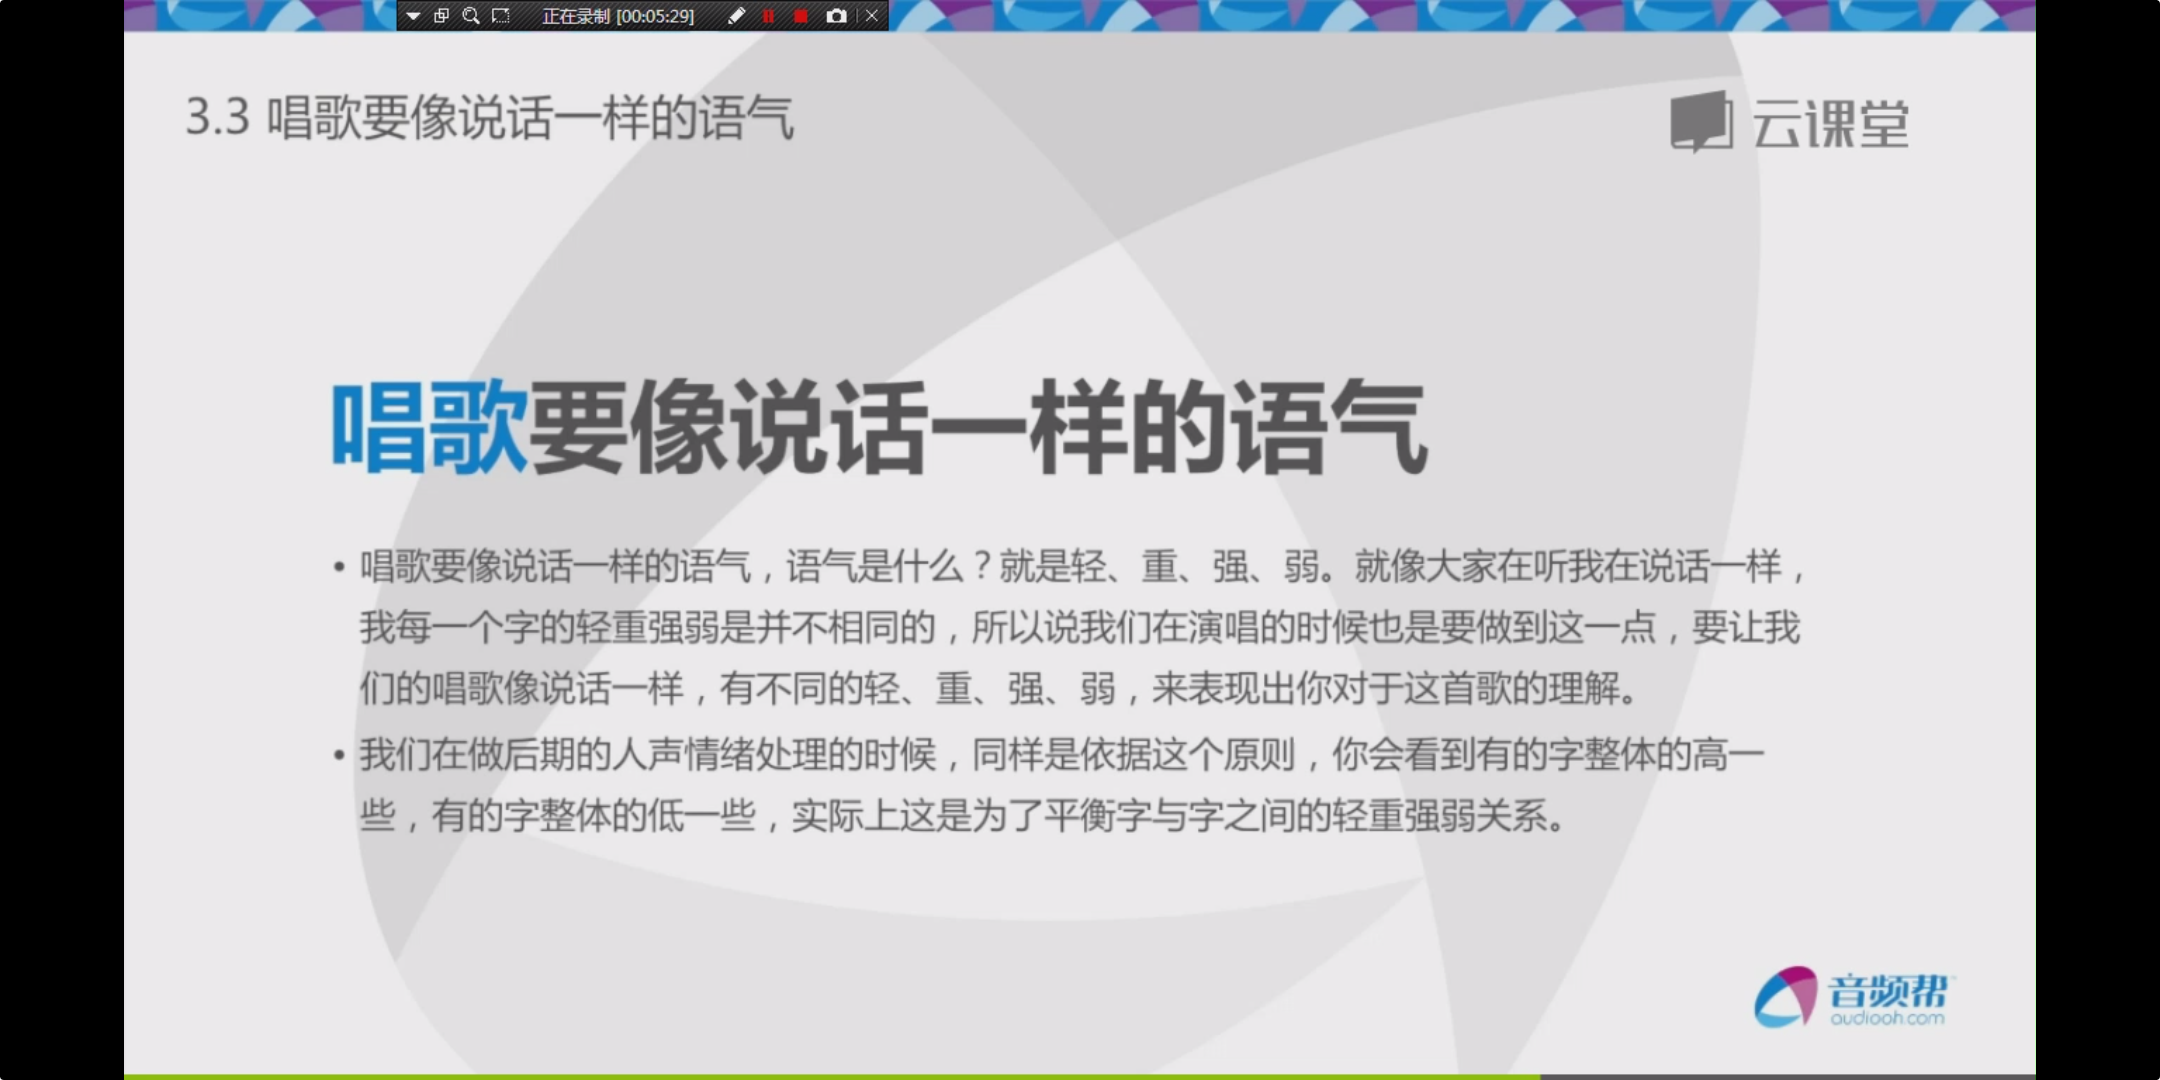 正在录制 [00:05:29]
3.3 唱歌要像说话一样的语气
云课堂
唱歌要像说话一样的语气
• 唱歌要像说话一样的语气，语气是什么？就是轻、重、强、弱。就像大家在听我在说话一样，
我每一个字的轻重强弱是并不相同的，所以说我们在演唱的时候也是要做到这一点，要让我
们的唱歌像说话一样，有不同的轻、重、强、弱，来表现出你对于这首歌的理解。
• 我们在做后期的人声情绪处理的时候，同样是依据这个原则，你会看到有的字整体的高一
些，有的字整体的低一些，实际上这是为了平衡字与字之间的轻重强弱关系。
音频帮
audiooh.com